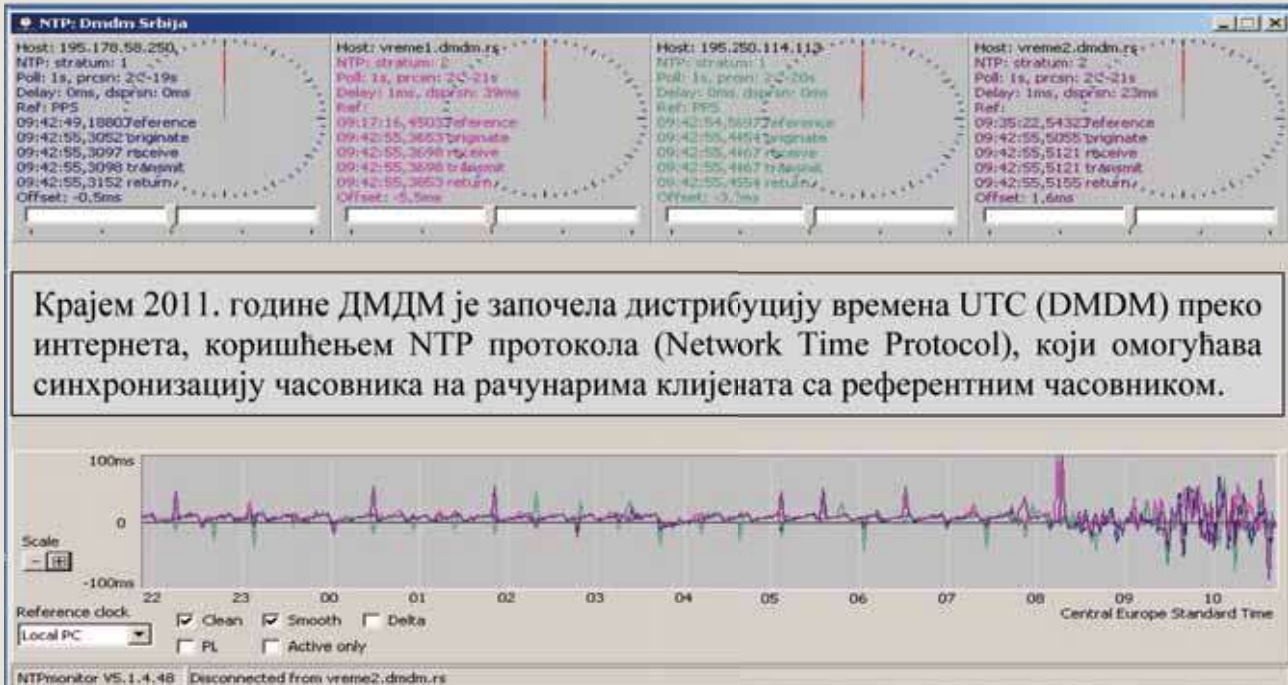 NTP: Dmdm Srbija
Host: 195.178.58.250,
NTP: stratum: 1
Poll: 1s, prcsn: 2^-19s
Delay: 0ms, dsprsn: 0ms
Ref: PPS
09:42:49,1880 reference
09:42:55,3052 originate
09:42:55,3097 receive
09:42:55,3098 transmit
09:42:55,3152 return
Offset: -0,5ms
Host: vreme1.dmdm.rs
NTP: stratum: 2
Poll: 1s, prcsn: 2^-21s
Delay: 1ms, dsprsn: 39ms
Ref:
09:17:16,4503 reference
09:42:55, originate
09:42:55,3698 receive
09:42:55,3698 transmit
09:42:55, return
Offset: -5,5ms
Host: 195.250.114.113
NTP: stratum: 1
Poll: 1s, prcsn: 2^-20s
Delay: 0ms, dsprsn: 0ms
Ref: PPS
09:42:54,5697 reference
09:42:55,4454 originate
09:42:55,4467 receive
09:42:55,4467 transmit
09:42:55,4554 return
Offset:
Host: vreme2.dmdm.rs
NTP: stratum: 2
Poll: 1s, prcsn: 2^-21s
Delay: 1ms, dsprsn: 23ms
Ref:
09:35:22,5432 reference
09:42:55,5055 originate
09:42:55,5121 receive
09:42:55,5121 transmit
09:42:55,5155 return
Offset: 1,6ms
Крајем 2011. године ДМДМ је започела дистрибуцију времена UTC (DMDM) преко
интернета, коришћењем NTP протокола (Network Time Protocol), који омогућава
синхронизацију часовника на рачунарима клијената са референтним часовником.
100ms
0
Scale
-100ms
22 23 00 01 02 03 04 05 06 07 08 09 10
Central Europe Standard Time
Reference clock
Local PC
Clean Smooth Delta
PL Active only
NTPmonitor V5.1.4.48 Disconnected from vreme2.dmdm.rs